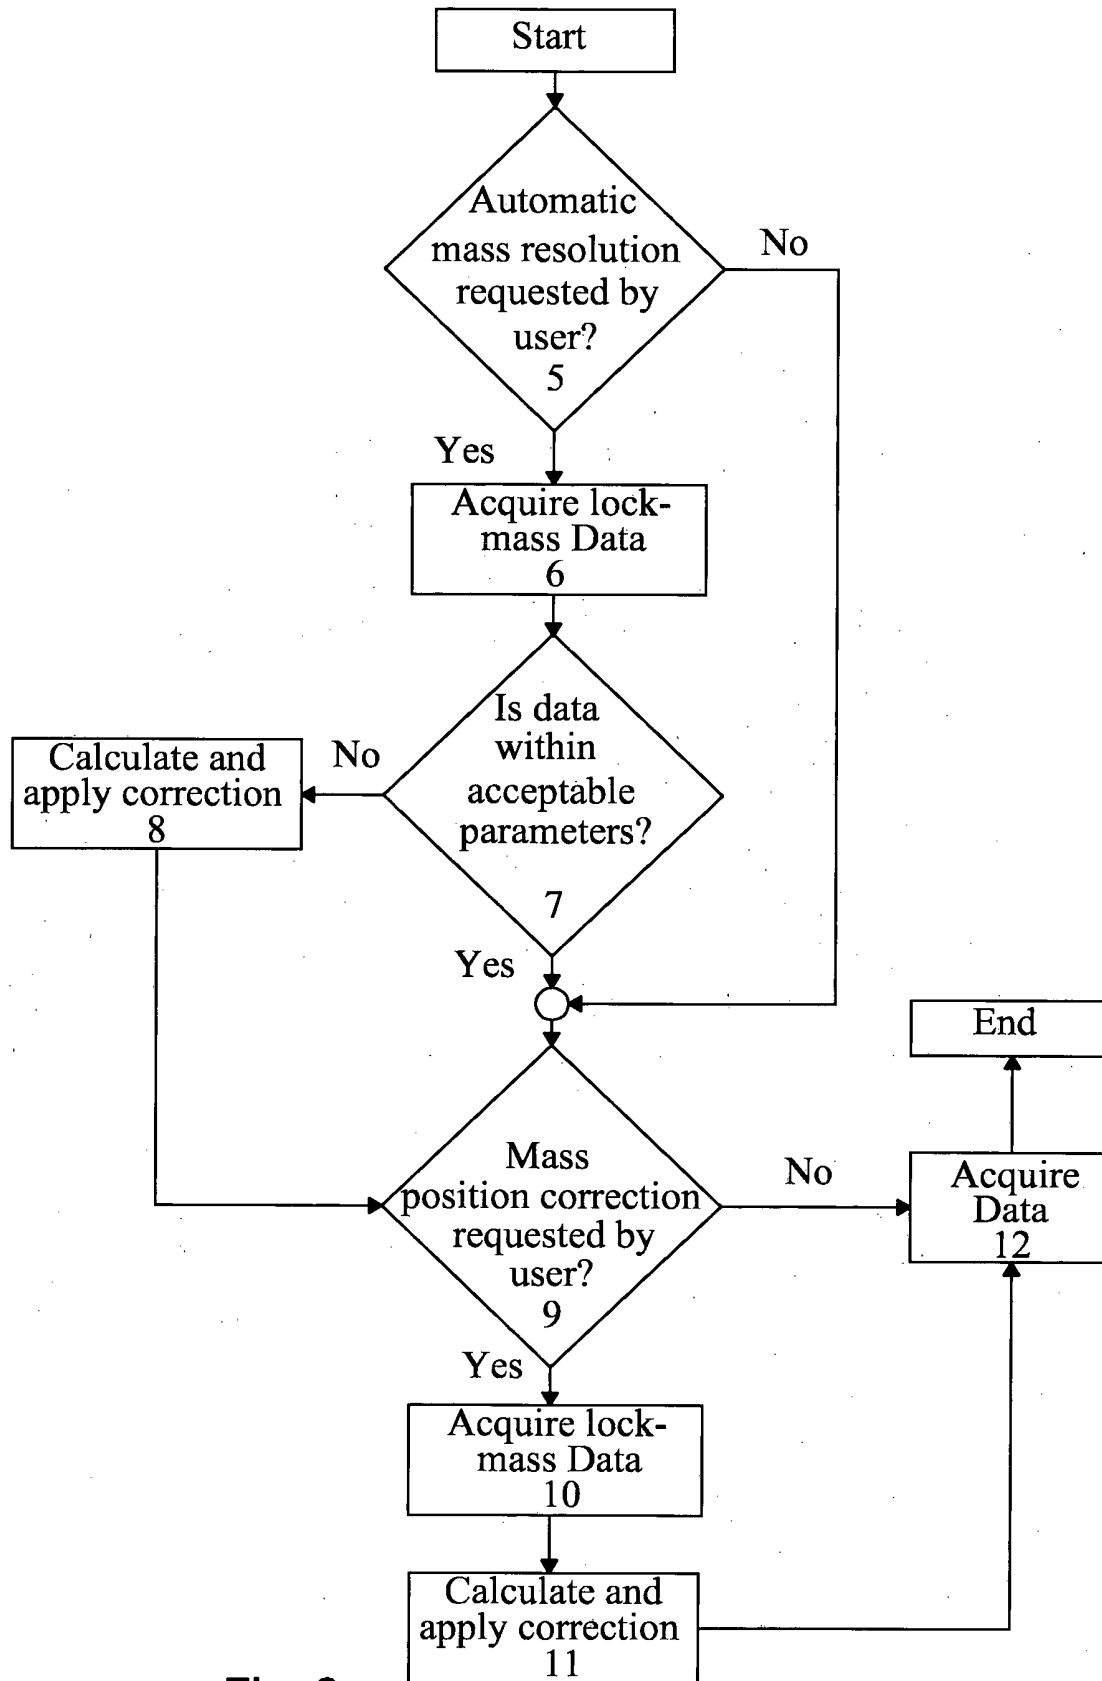 Start
Automatic
mass resolution
requested by
user?
5
No
Yes
Acquire lock-
mass Data
6
Is data
within
acceptable
parameters?
7
No
Calculate and
apply correction
8
Yes
End
Mass
position correction
requested by
user?
9
No
Acquire
Data
12
Yes
Acquire lock-
mass Data
10
Calculate and
apply correction
11